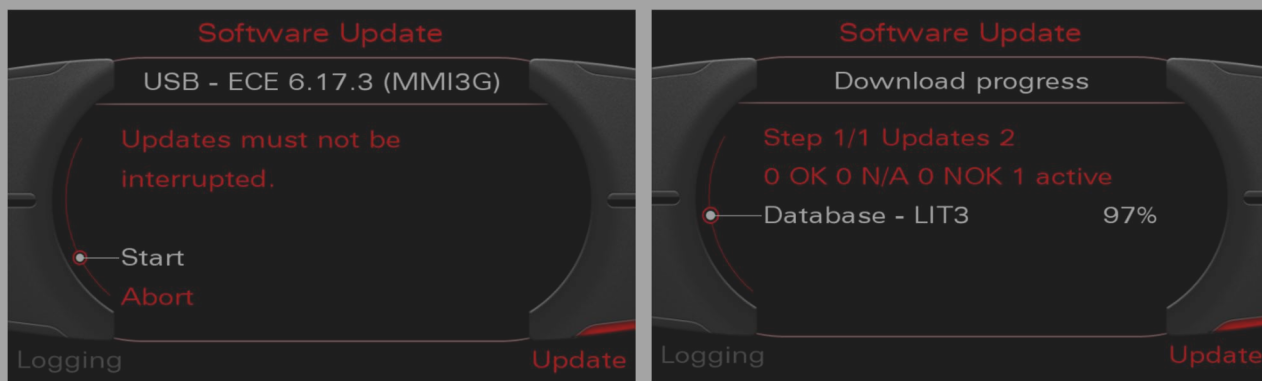 Software Update
USB - ECE 6.17.3 (MMI3G)
Updates must not be
interrupted.
Start
Abort
Logging
Update
Software Update
Download progress
Step 1/1 Updates 2
0 OK 0 N/A 0 NOK 1 active
Database - LIT3 97%
Logging
Update